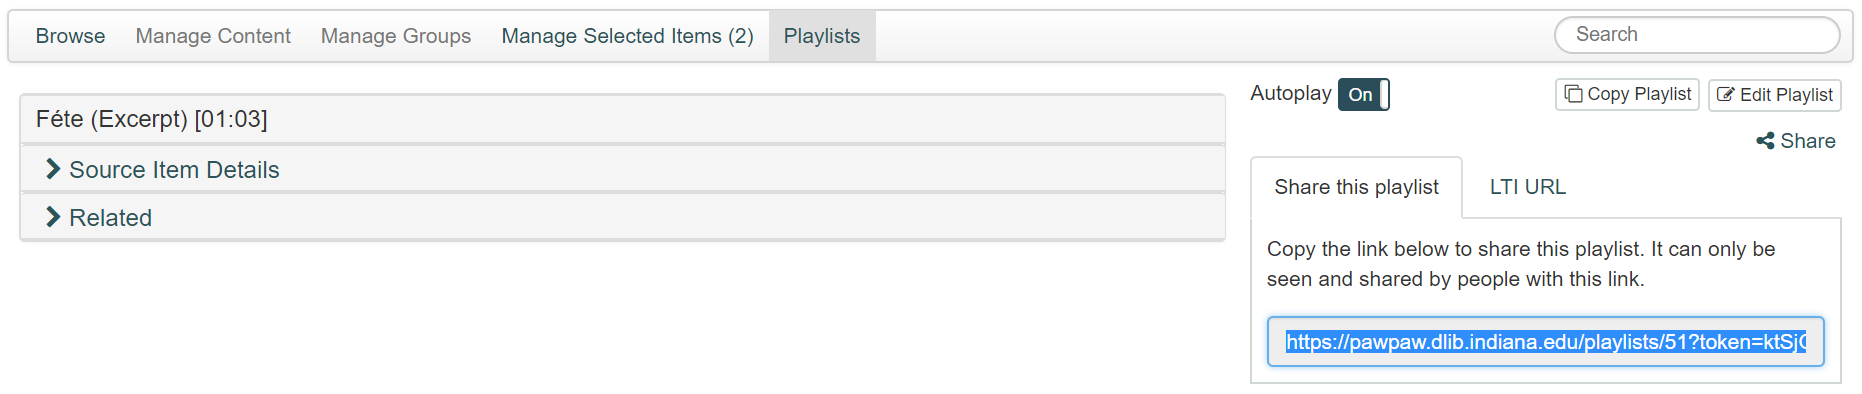 Browse Manage Content Manage Groups Manage Selected Items (2) Playlists Search
Féte (Excerpt) [01:03]
Source Item Details
Related
Autoplay On Copy Playlist Edit Playlist
Share
Share this playlist LTI URL
Copy the link below to share this playlist. It can only be
seen and shared by people with this link.
https://pawpaw.dlib.indiana.edu/playlists/51?token=ktSj